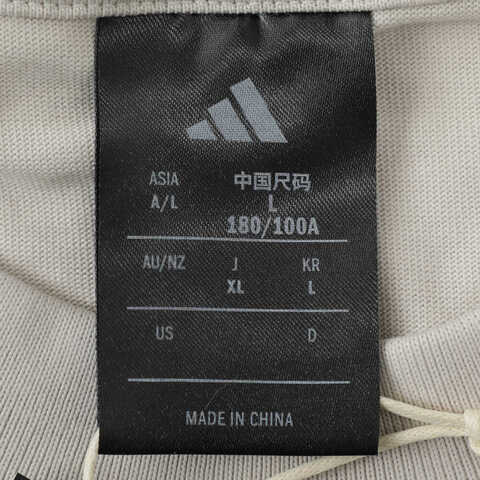 ASIA 中国尺码
A/L L
180/100A
AU/NZ J KR
XL L
US D
MADE IN CHINA